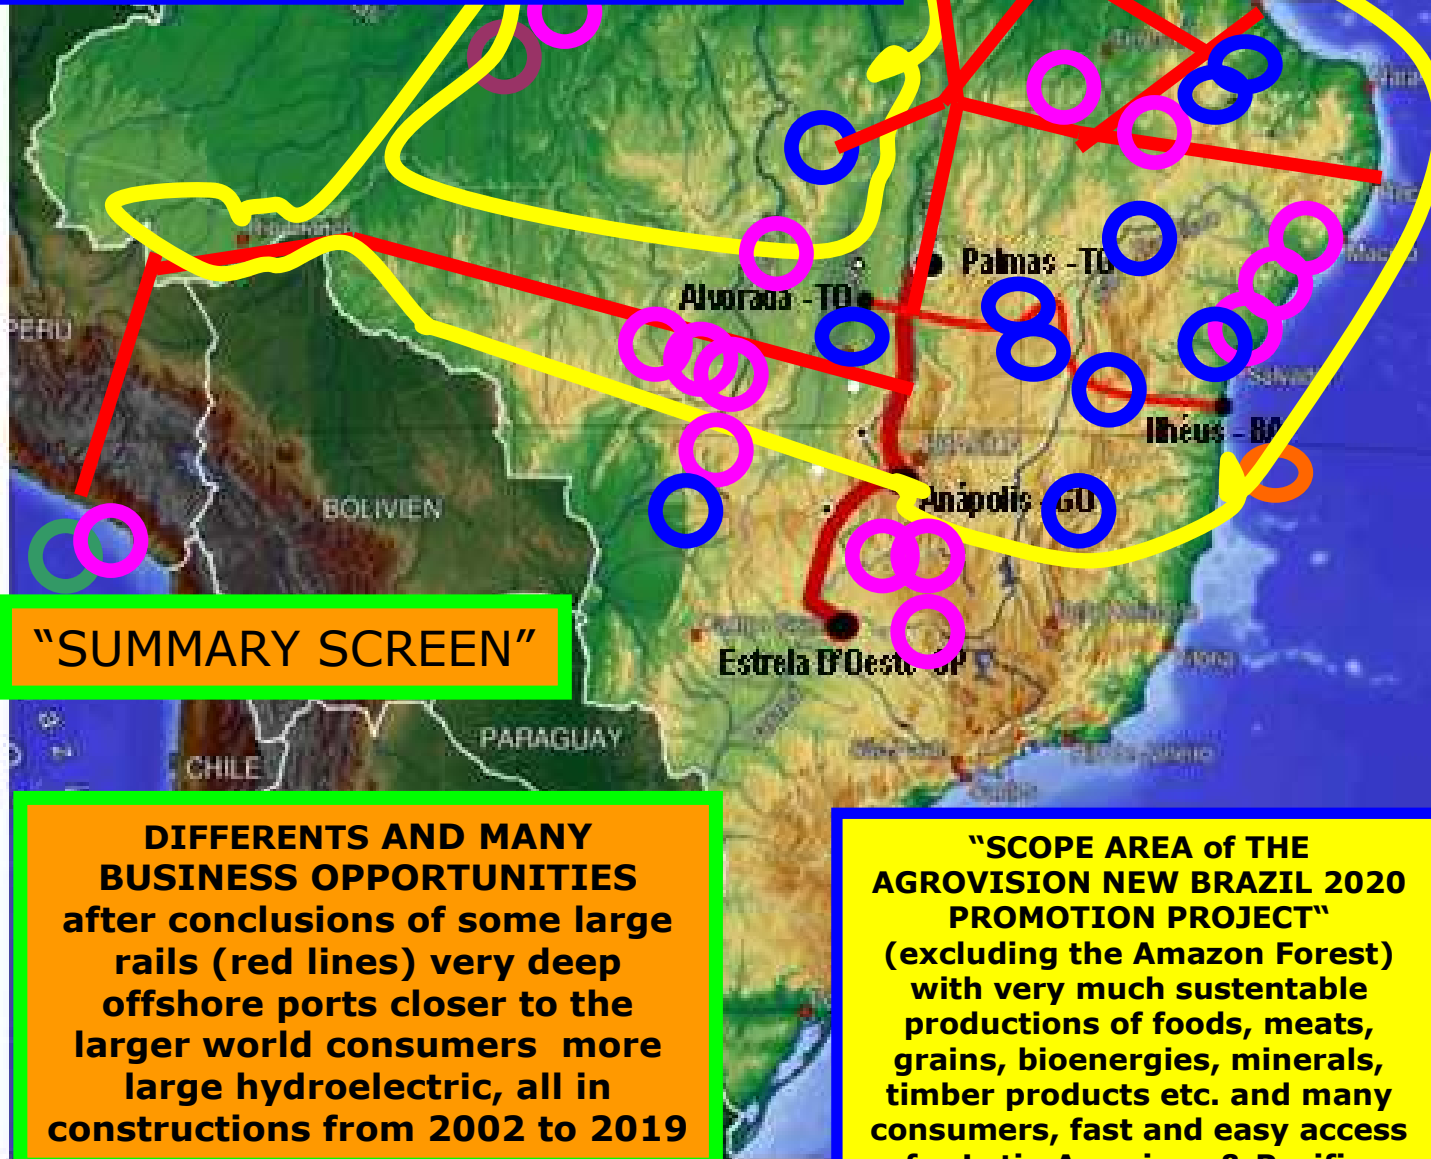 Palmas - TO
Alvorada - TO
PERU
Salvador
Ilhéus - BA
BOLIVIEN
Anápolis - GO
“SUMMARY SCREEN”
Estrela D'Oeste-SP
PARAGUAY
CHILE
DIFFERENTS AND MANY
BUSINESS OPPORTUNITIES
after conclusions of some large
rails (red lines) very deep
offshore ports closer to the
larger world consumers more
large hydroelectric, all in
constructions from 2002 to 2019
“SCOPE AREA of THE
AGROVISION NEW BRAZIL 2020
PROMOTION PROJECT“
(excluding the Amazon Forest)
with very much sustentable
productions of foods, meats,
grains, bioenergies, minerals,
timber products etc. and many
consumers, fast and easy access